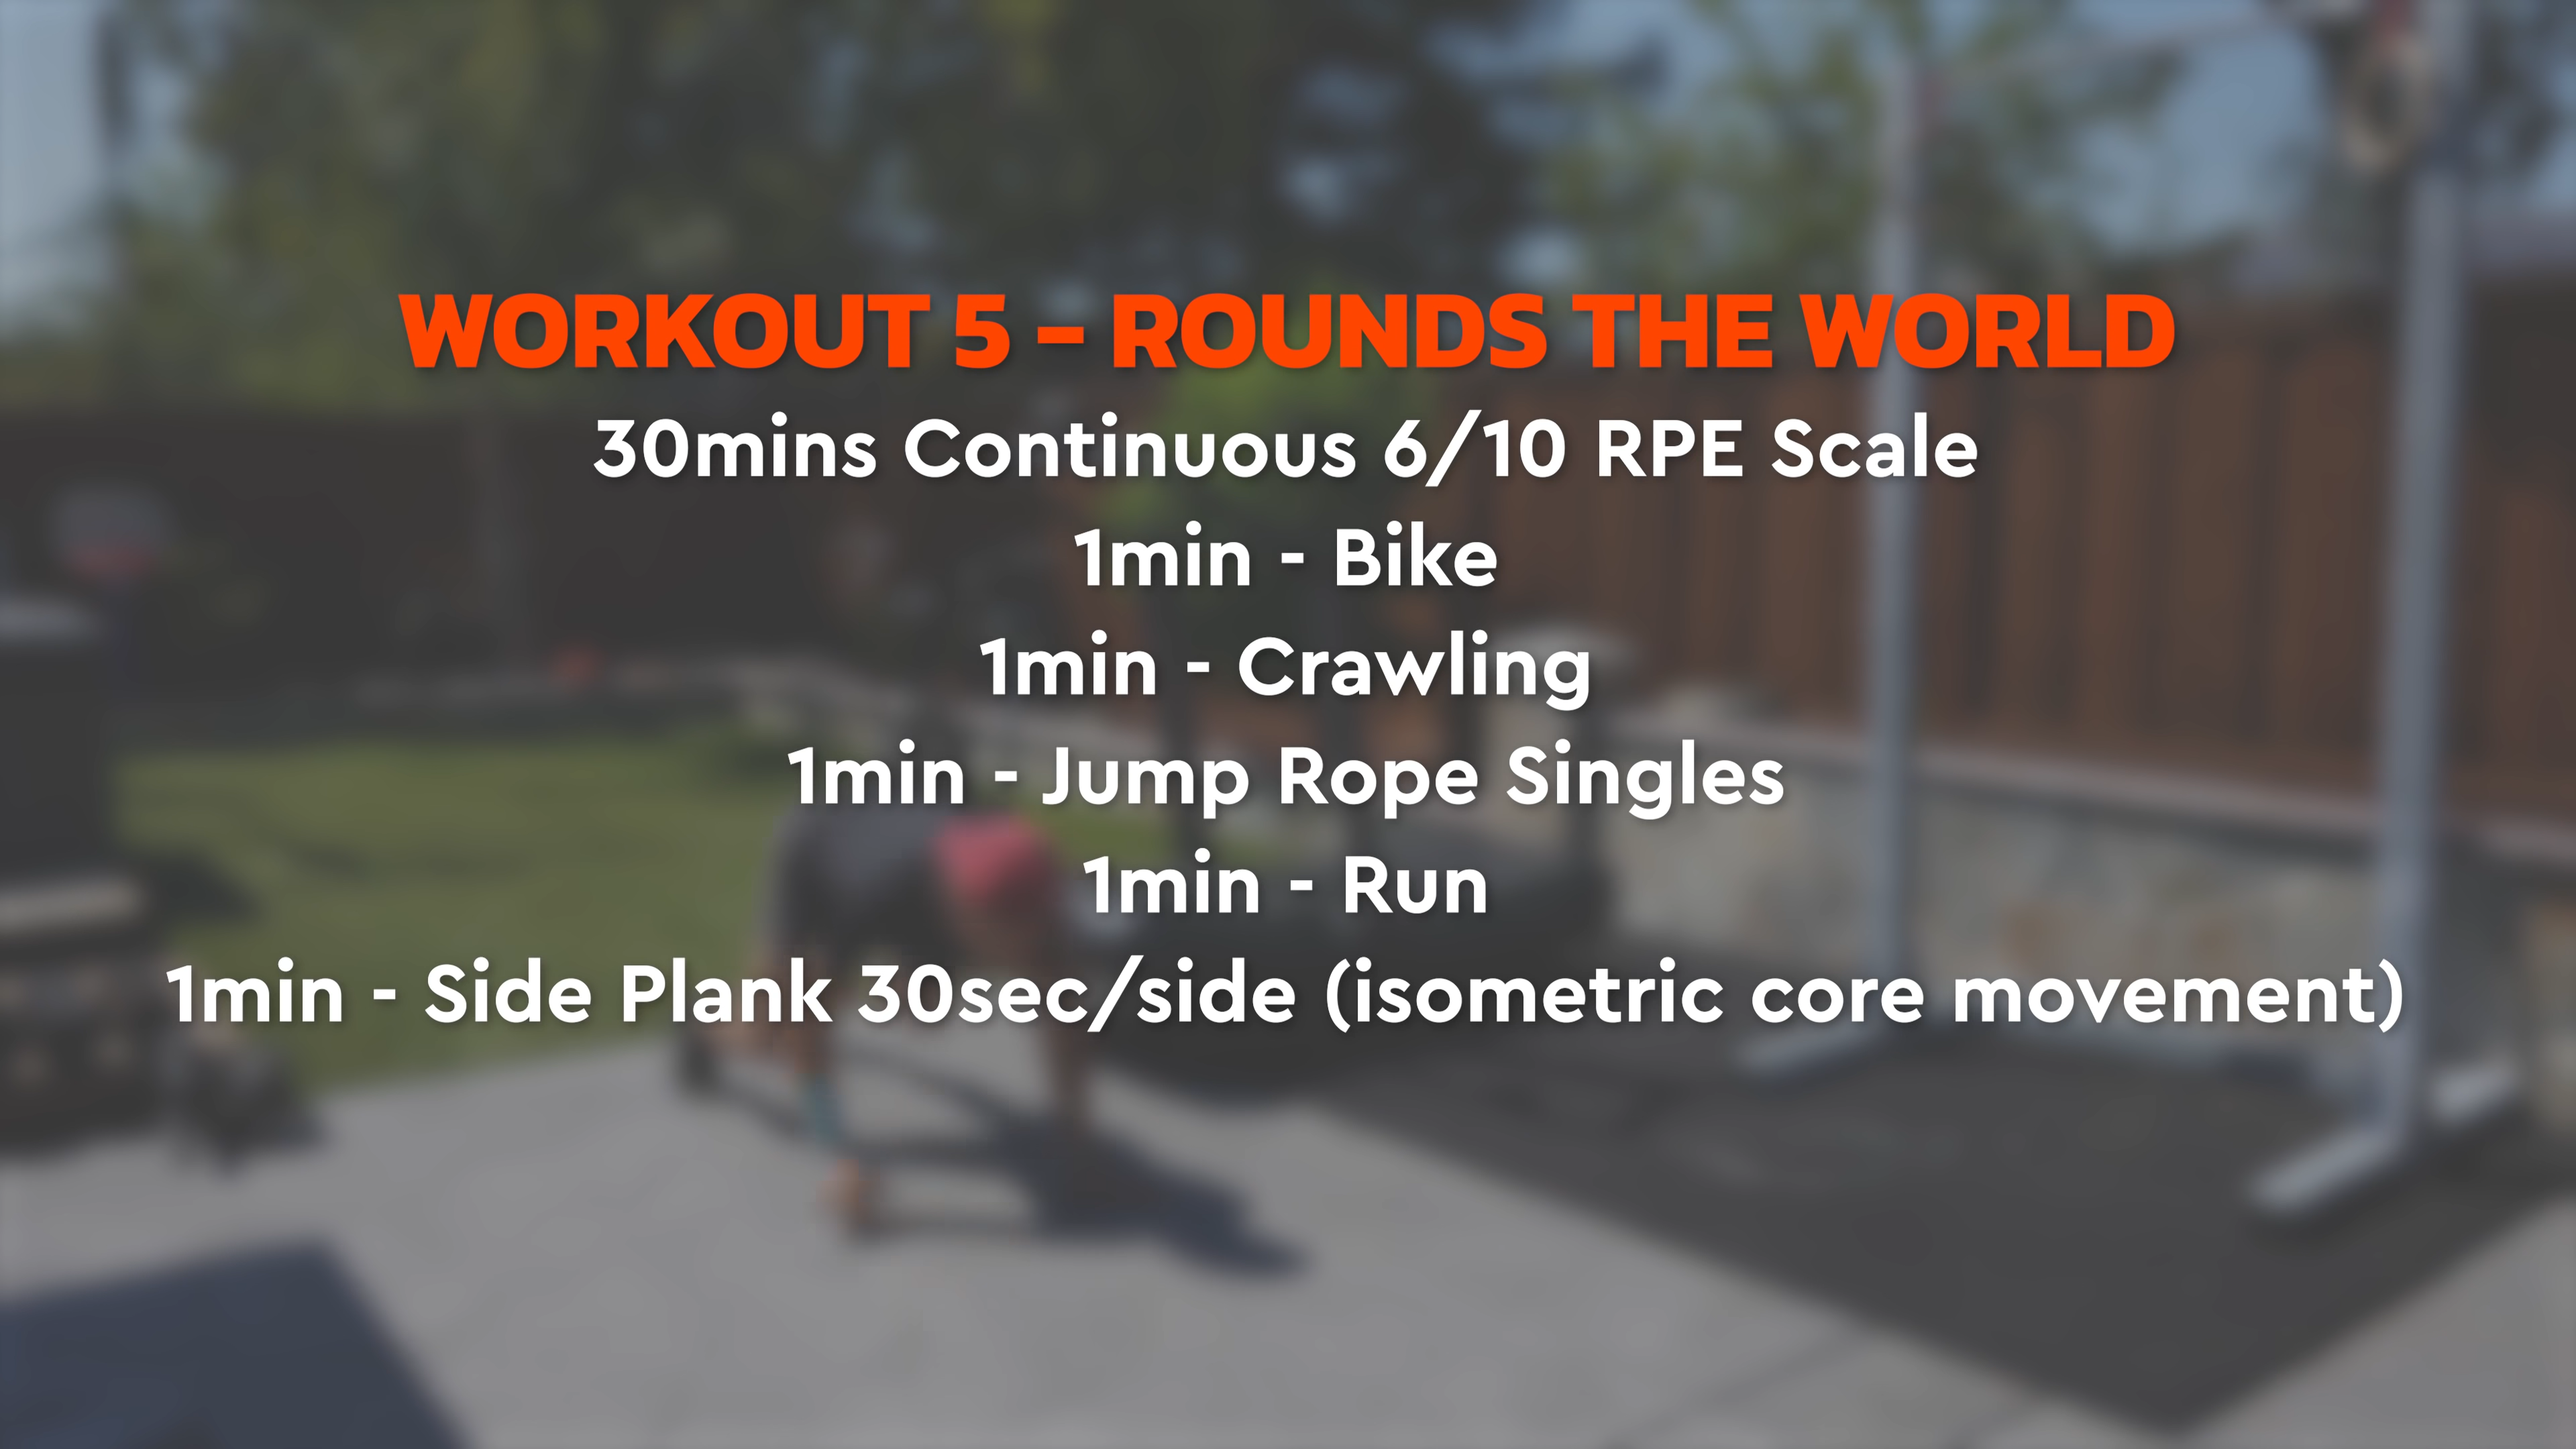 WORKOUT 5 - ROUNDS THE WORLD
30mins Continuous 6/10 RPE Scale
1min - Bike
1min - Crawling
1min - Jump Rope Singles
1min - Run
1min - Side Plank 30sec/side (isometric core movement)